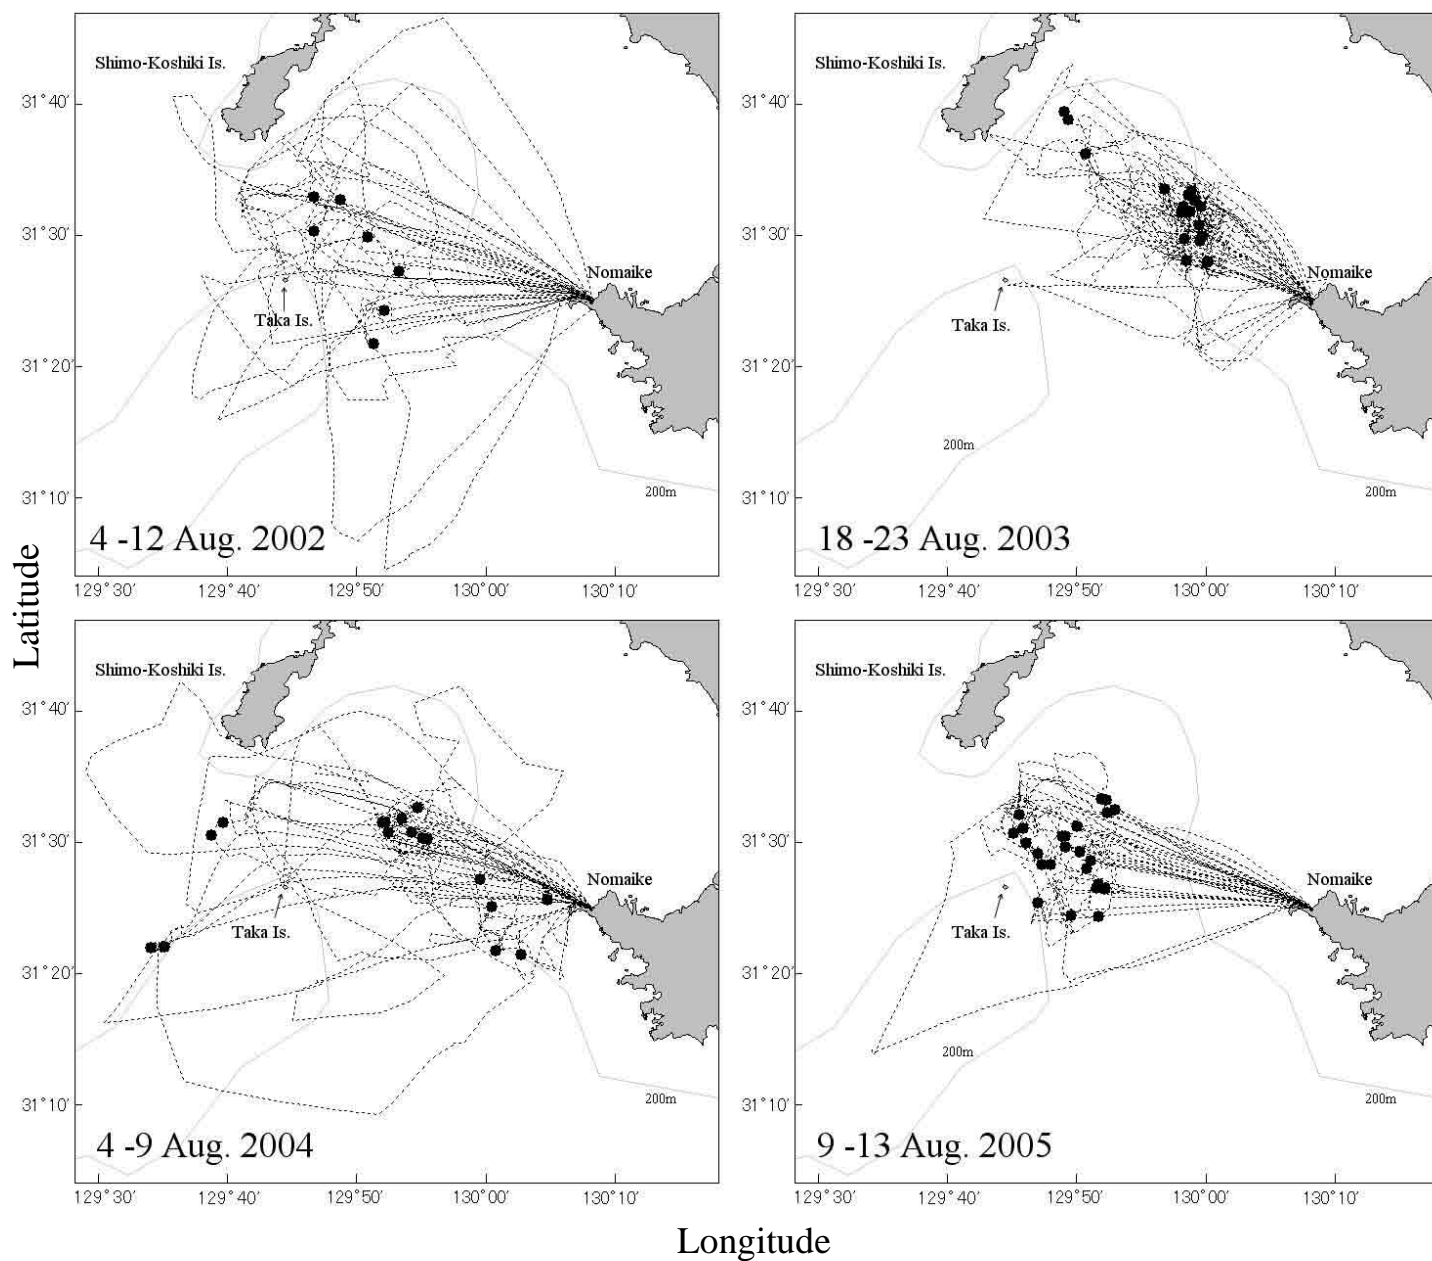 Shimo-Koshiki Is.
Nomaike
Taka Is.
200m
4 -12 Aug. 2002
31°40′
31°30′
31°20′
31°10′
129°30′
129°40′
129°50′
130°00′
130°10′
Shimo-Koshiki Is.
Nomaike
Taka Is.
200m
200m
18 -23 Aug. 2003
31°40′
31°30′
31°20′
31°10′
129°30′
129°40′
129°50′
130°00′
130°10′
Latitude
Shimo-Koshiki Is.
Nomaike
Taka Is.
200m
4 -9 Aug. 2004
31°40′
31°30′
31°20′
31°10′
129°30′
129°40′
129°50′
130°00′
130°10′
Shimo-Koshiki Is.
Nomaike
Taka Is.
200m
200m
9 -13 Aug. 2005
31°40′
31°30′
31°20′
31°10′
129°30′
129°40′
129°50′
130°00′
130°10′
Longitude